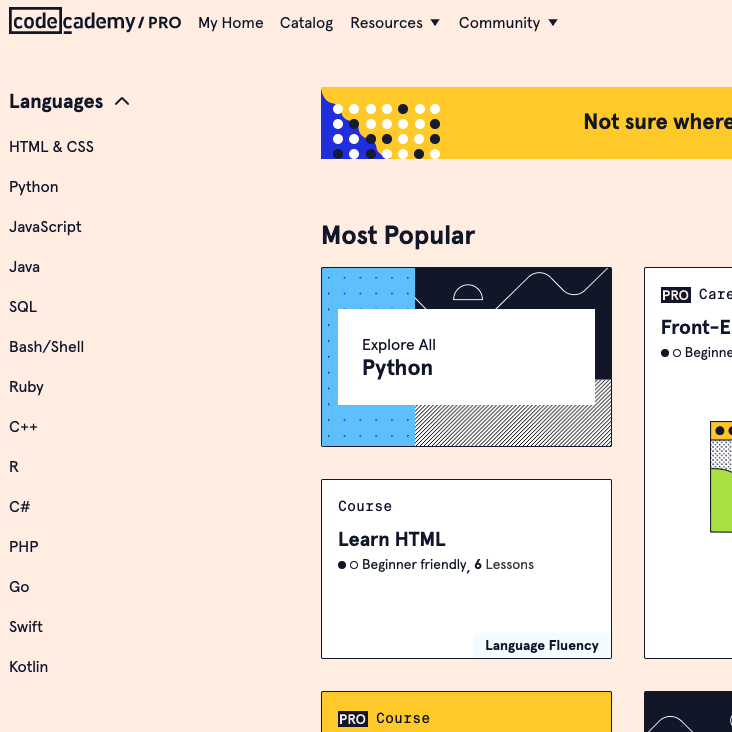 codecademy / PRO My Home Catalog Resources Community
Languages
HTML & CSS
Python
JavaScript
Java
SQL
Bash/Shell
Ruby
C++
R
C#
PHP
Go
Swift
Kotlin
Not sure where
Most Popular
Explore All
Python
Course
Learn HTML
Beginner friendly, 6 Lessons
Language Fluency
PRO Course
PRO Care
Front-E
Beginne